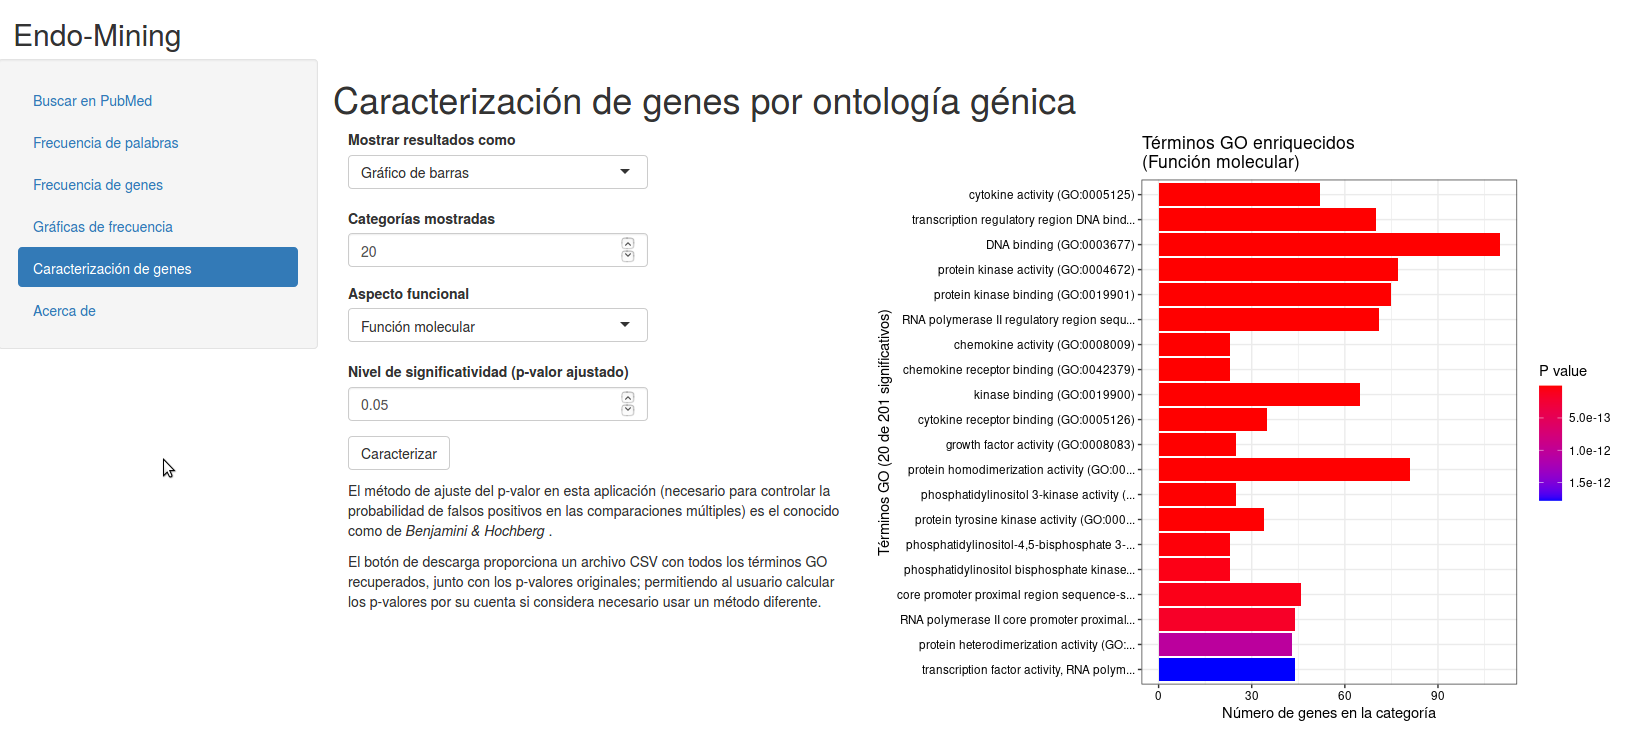 Endo-Mining
Buscar en PubMed
Frecuencia de palabras
Frecuencia de genes
Gráficas de frecuencia
Caracterización de genes
Acerca de
Caracterización de genes por ontología génica
Mostrar resultados como
Gráfico de barras
Categorías mostradas
20
Aspecto funcional
Función molecular
Nivel de significatividad (p-valor ajustado)
0.05
Caracterizar
El método de ajuste del p-valor en esta aplicación (necesario para controlar la
probabilidad de falsos positivos en las comparaciones múltiples) es el conocido
como de Benjamini & Hochberg .
El botón de descarga proporciona un archivo CSV con todos los términos GO
recuperados, junto con los p-valores originales; permitiendo al usuario calcular
los p-valores por su cuenta si considera necesario usar un método diferente.
Términos GO enriquecidos
(Función molecular)
Términos GO (20 de 201 significativos)
cytokine activity (GO:0005125)
transcription regulatory region DNA bind...
DNA binding (GO:0003677)
protein kinase activity (GO:0004672)
protein kinase binding (GO:0019901)
RNA polymerase II regulatory region sequ...
chemokine activity (GO:0008009)
chemokine receptor binding (GO:0042379)
kinase binding (GO:0019900)
cytokine receptor binding (GO:0005126)
growth factor activity (GO:0008083)
protein homodimerization activity (GO:00...
phosphatidylinositol 3-kinase activity (...
protein tyrosine kinase activity (GO:000...
phosphatidylinositol-4,5-bisphosphate 3-...
phosphatidylinositol bisphosphate kinase...
core promoter proximal region sequence-s...
RNA polymerase II core promoter proximal...
protein heterodimerization activity (GO:...
transcription factor activity, RNA polym...
0 30 60 90
Número de genes en la categoría
P value
5.0e-13
1.0e-12
1.5e-12